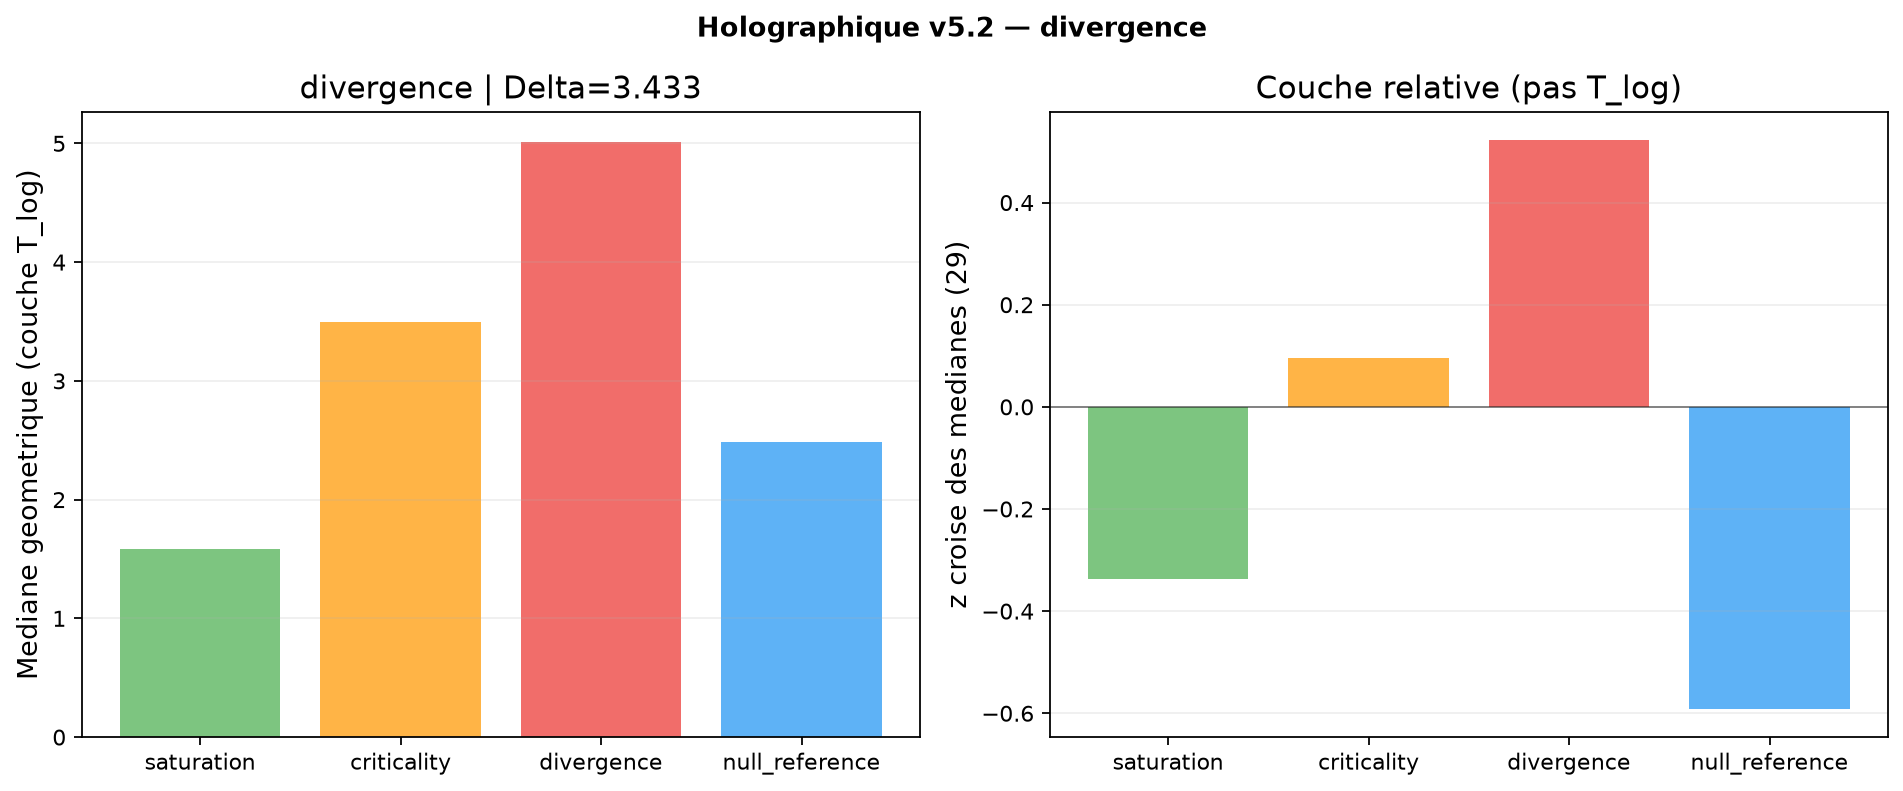 Holographique v5.2 — divergence
divergence | Delta=3.433
Mediane geometrique (couche T_log)
5
4
3
2
1
0
saturation
criticality
divergence
null_reference
Couche relative (pas T_log)
z croise des medianes (29)
0.4
0.2
0.0
−0.2
−0.4
−0.6
saturation
criticality
divergence
null_reference